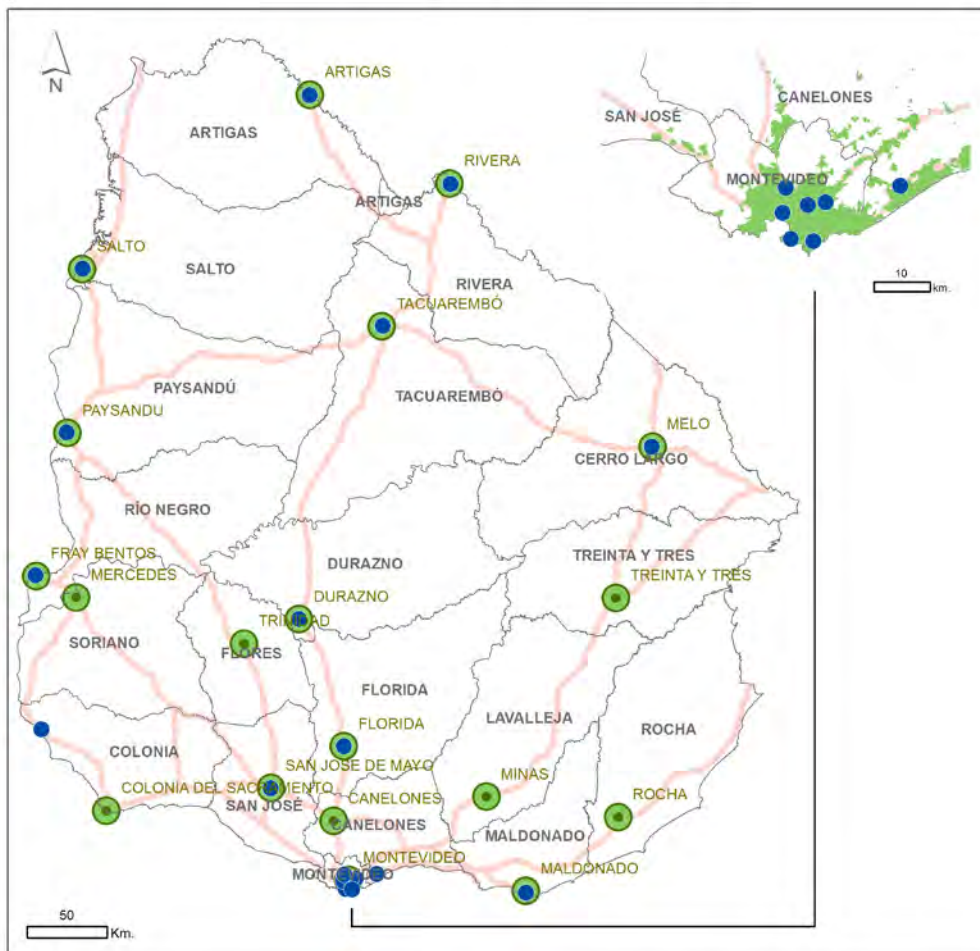 N
ARTIGAS
ARTIGAS
RIVERA
ARTIGAS
SALTO
SALTO
RIVERA
TACUAREMBÓ
PAYSANDÚ
TACUAREMBÓ
PAYSANDU
MELO
CERRO LARGO
RÍO NEGRO
FRAY BENTOS
MERCEDES
DURAZNO
TREINTA Y TRES
TREINTA Y TRES
DURAZNO
TRINIDAD
FLORES
SORIANO
FLORIDA
LAVALLEJA
ROCHA
FLORIDA
COLONIA
SAN JOSE DE MAYO
COLONIA DEL SACRAMENTO
SAN JOSÉ
MINAS
CANELONES
CANELONES
ROCHA
MALDONADO
MONTEVIDEO
MONTEVIDEO
MALDONADO
50
Km.
CANELONES
SAN JOSÉ
MONTEVIDEO
10
km.